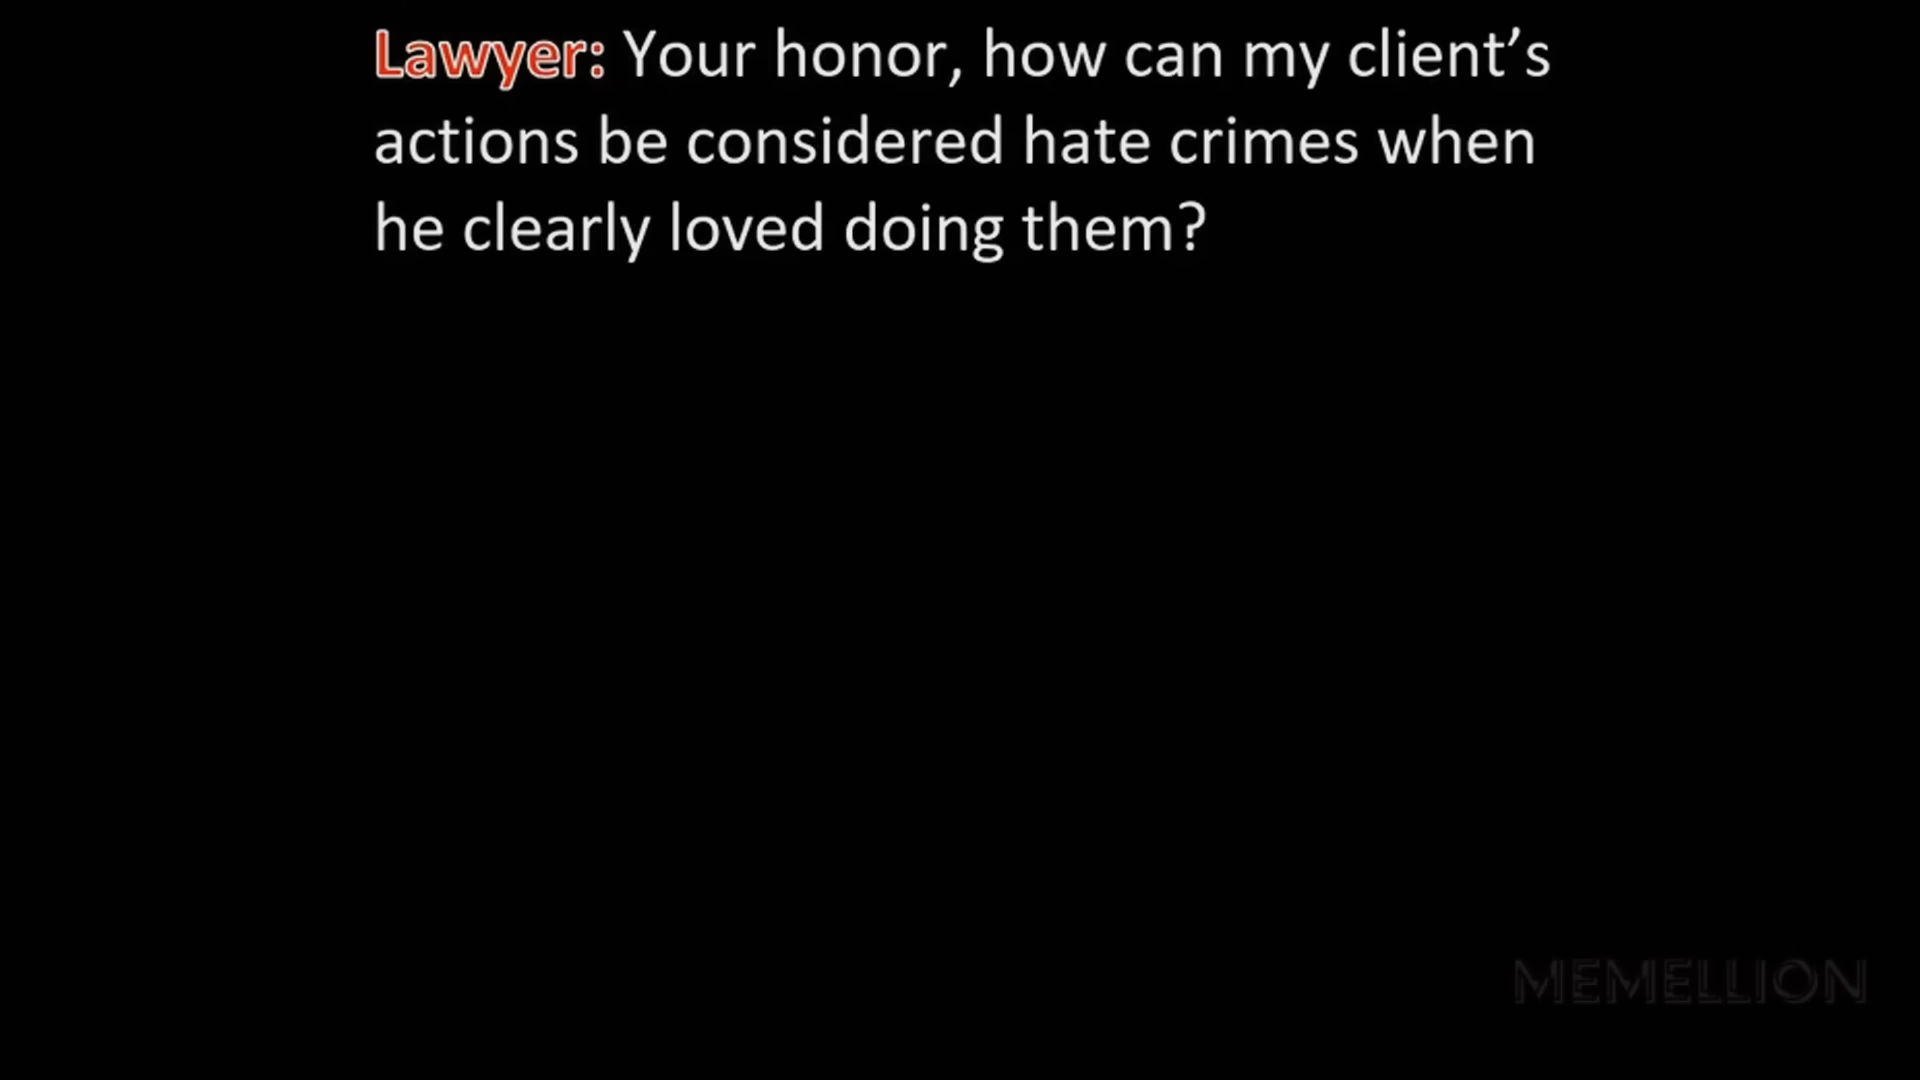 Lawyer: Your honor, how can my client’s
actions be considered hate crimes when
he clearly loved doing them?
MEMELLION